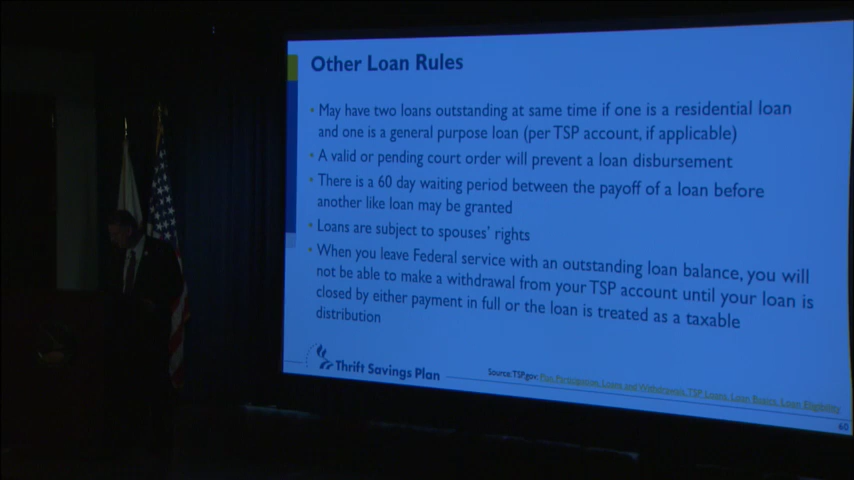 Other Loan Rules
• May have two loans outstanding at same time if one is a residential loan
and one is a general purpose loan (per TSP account, if applicable)
• A valid or pending court order will prevent a loan disbursement
• There is a 60 day waiting period between the payoff of a loan before
another like loan may be granted
• Loans are subject to spouses' rights
• When you leave Federal service with an outstanding loan balance, you will
not be able to make a withdrawal from your TSP account until your loan is
closed by either payment in full or the loan is treated as a taxable
distribution
Thrift Savings Plan
Source: TSP.gov: Plan Participation, Loans and Withdrawals, TSP Loans, Loan Basics, Loan Eligibility
60